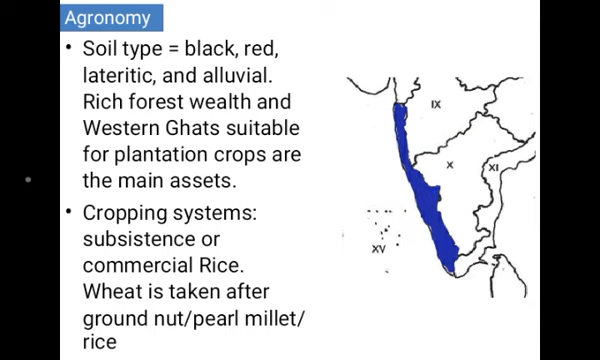 Agronomy
• Soil type = black, red,
lateritic, and alluvial.
Rich forest wealth and
Western Ghats suitable
for plantation crops are
the main assets.
• Cropping systems:
subsistence or
commercial Rice.
Wheat is taken after
ground nut/pearl millet/
rice
IX
X
XI
XV